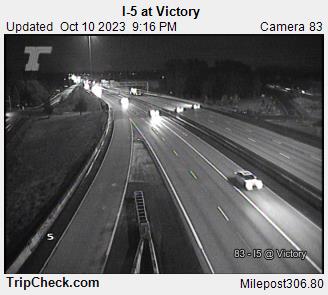 I-5 at Victory
Updated  Oct 10 2023  9:16 PM
Camera 83
T
S
83 - I5 @ Victory
TripCheck.com
Milepost306.80